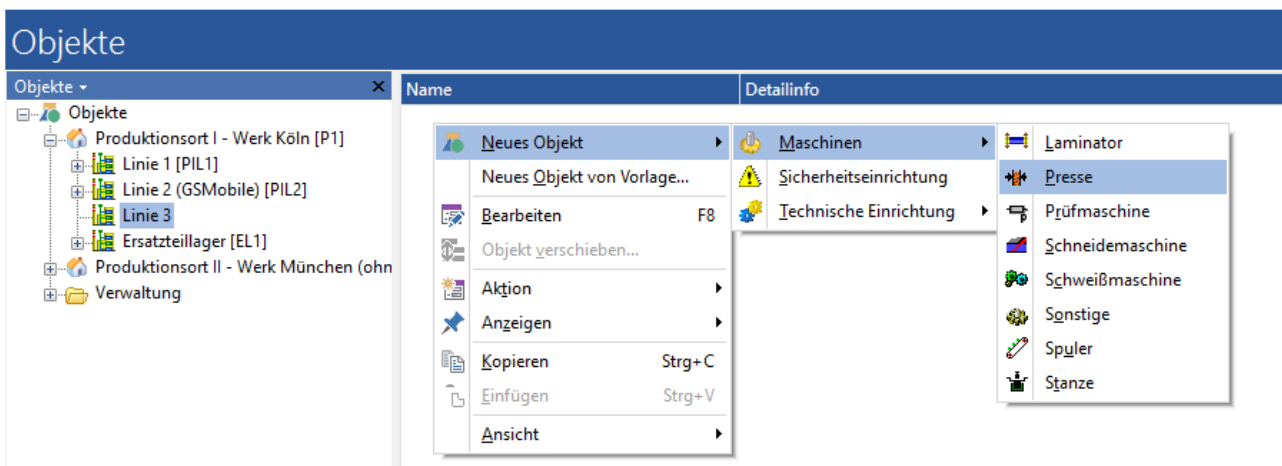 Objekte
Objekte
Name
Detailinfo
Objekte
Produktionsort I - Werk Köln [P1]
Linie 1 [PIL1]
Linie 2 (GSMobile) [PIL2]
Linie 3
Ersatzteillager [EL1]
Produktionsort II - Werk München (ohn
Verwaltung
Neues Objekt
Neues Objekt von Vorlage...
Bearbeiten F8
Objekt verschieben...
Aktion
Anzeigen
Kopieren Strg+C
Einfügen Strg+V
Ansicht
Maschinen
Sicherheitseinrichtung
Technische Einrichtung
Laminator
Presse
Prüfmaschine
Schneidemaschine
Schweißmaschine
Sonstige
Spuler
Stanze